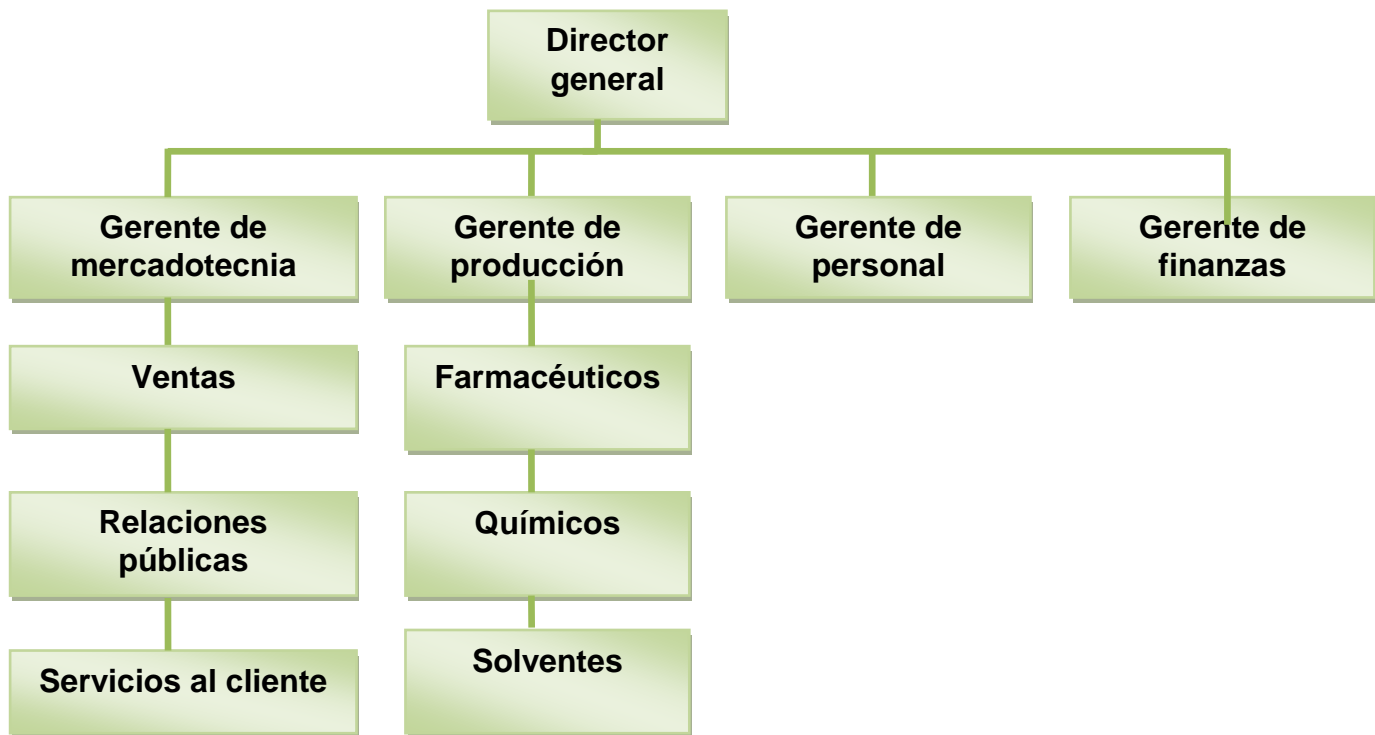 Director
general
Gerente de
mercadotecnia
Gerente de
producción
Gerente de
personal
Gerente de
finanzas
Ventas
Farmacéuticos
Relaciones
públicas
Químicos
Servicios al cliente
Solventes